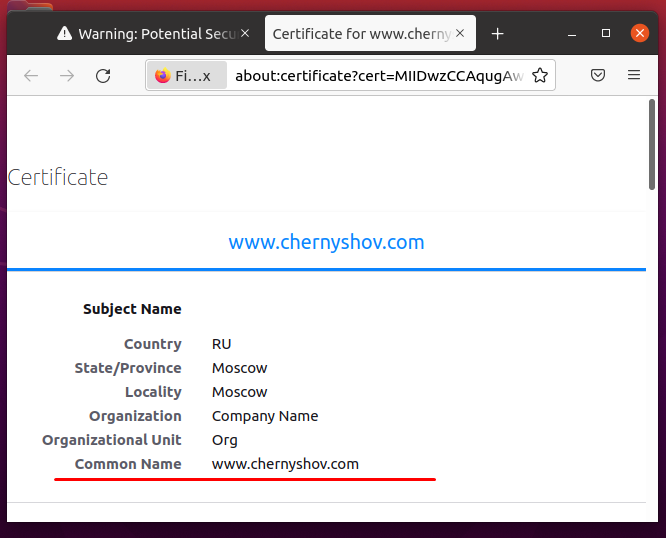 Warning: Potential Secu
Certificate for www.cherny
Fi…x about:certificate?cert=MIIDwzCCAqugAw
Certificate
www.chernyshov.com
Subject Name
Country RU
State/Province Moscow
Locality Moscow
Organization Company Name
Organizational Unit Org
Common Name www.chernyshov.com